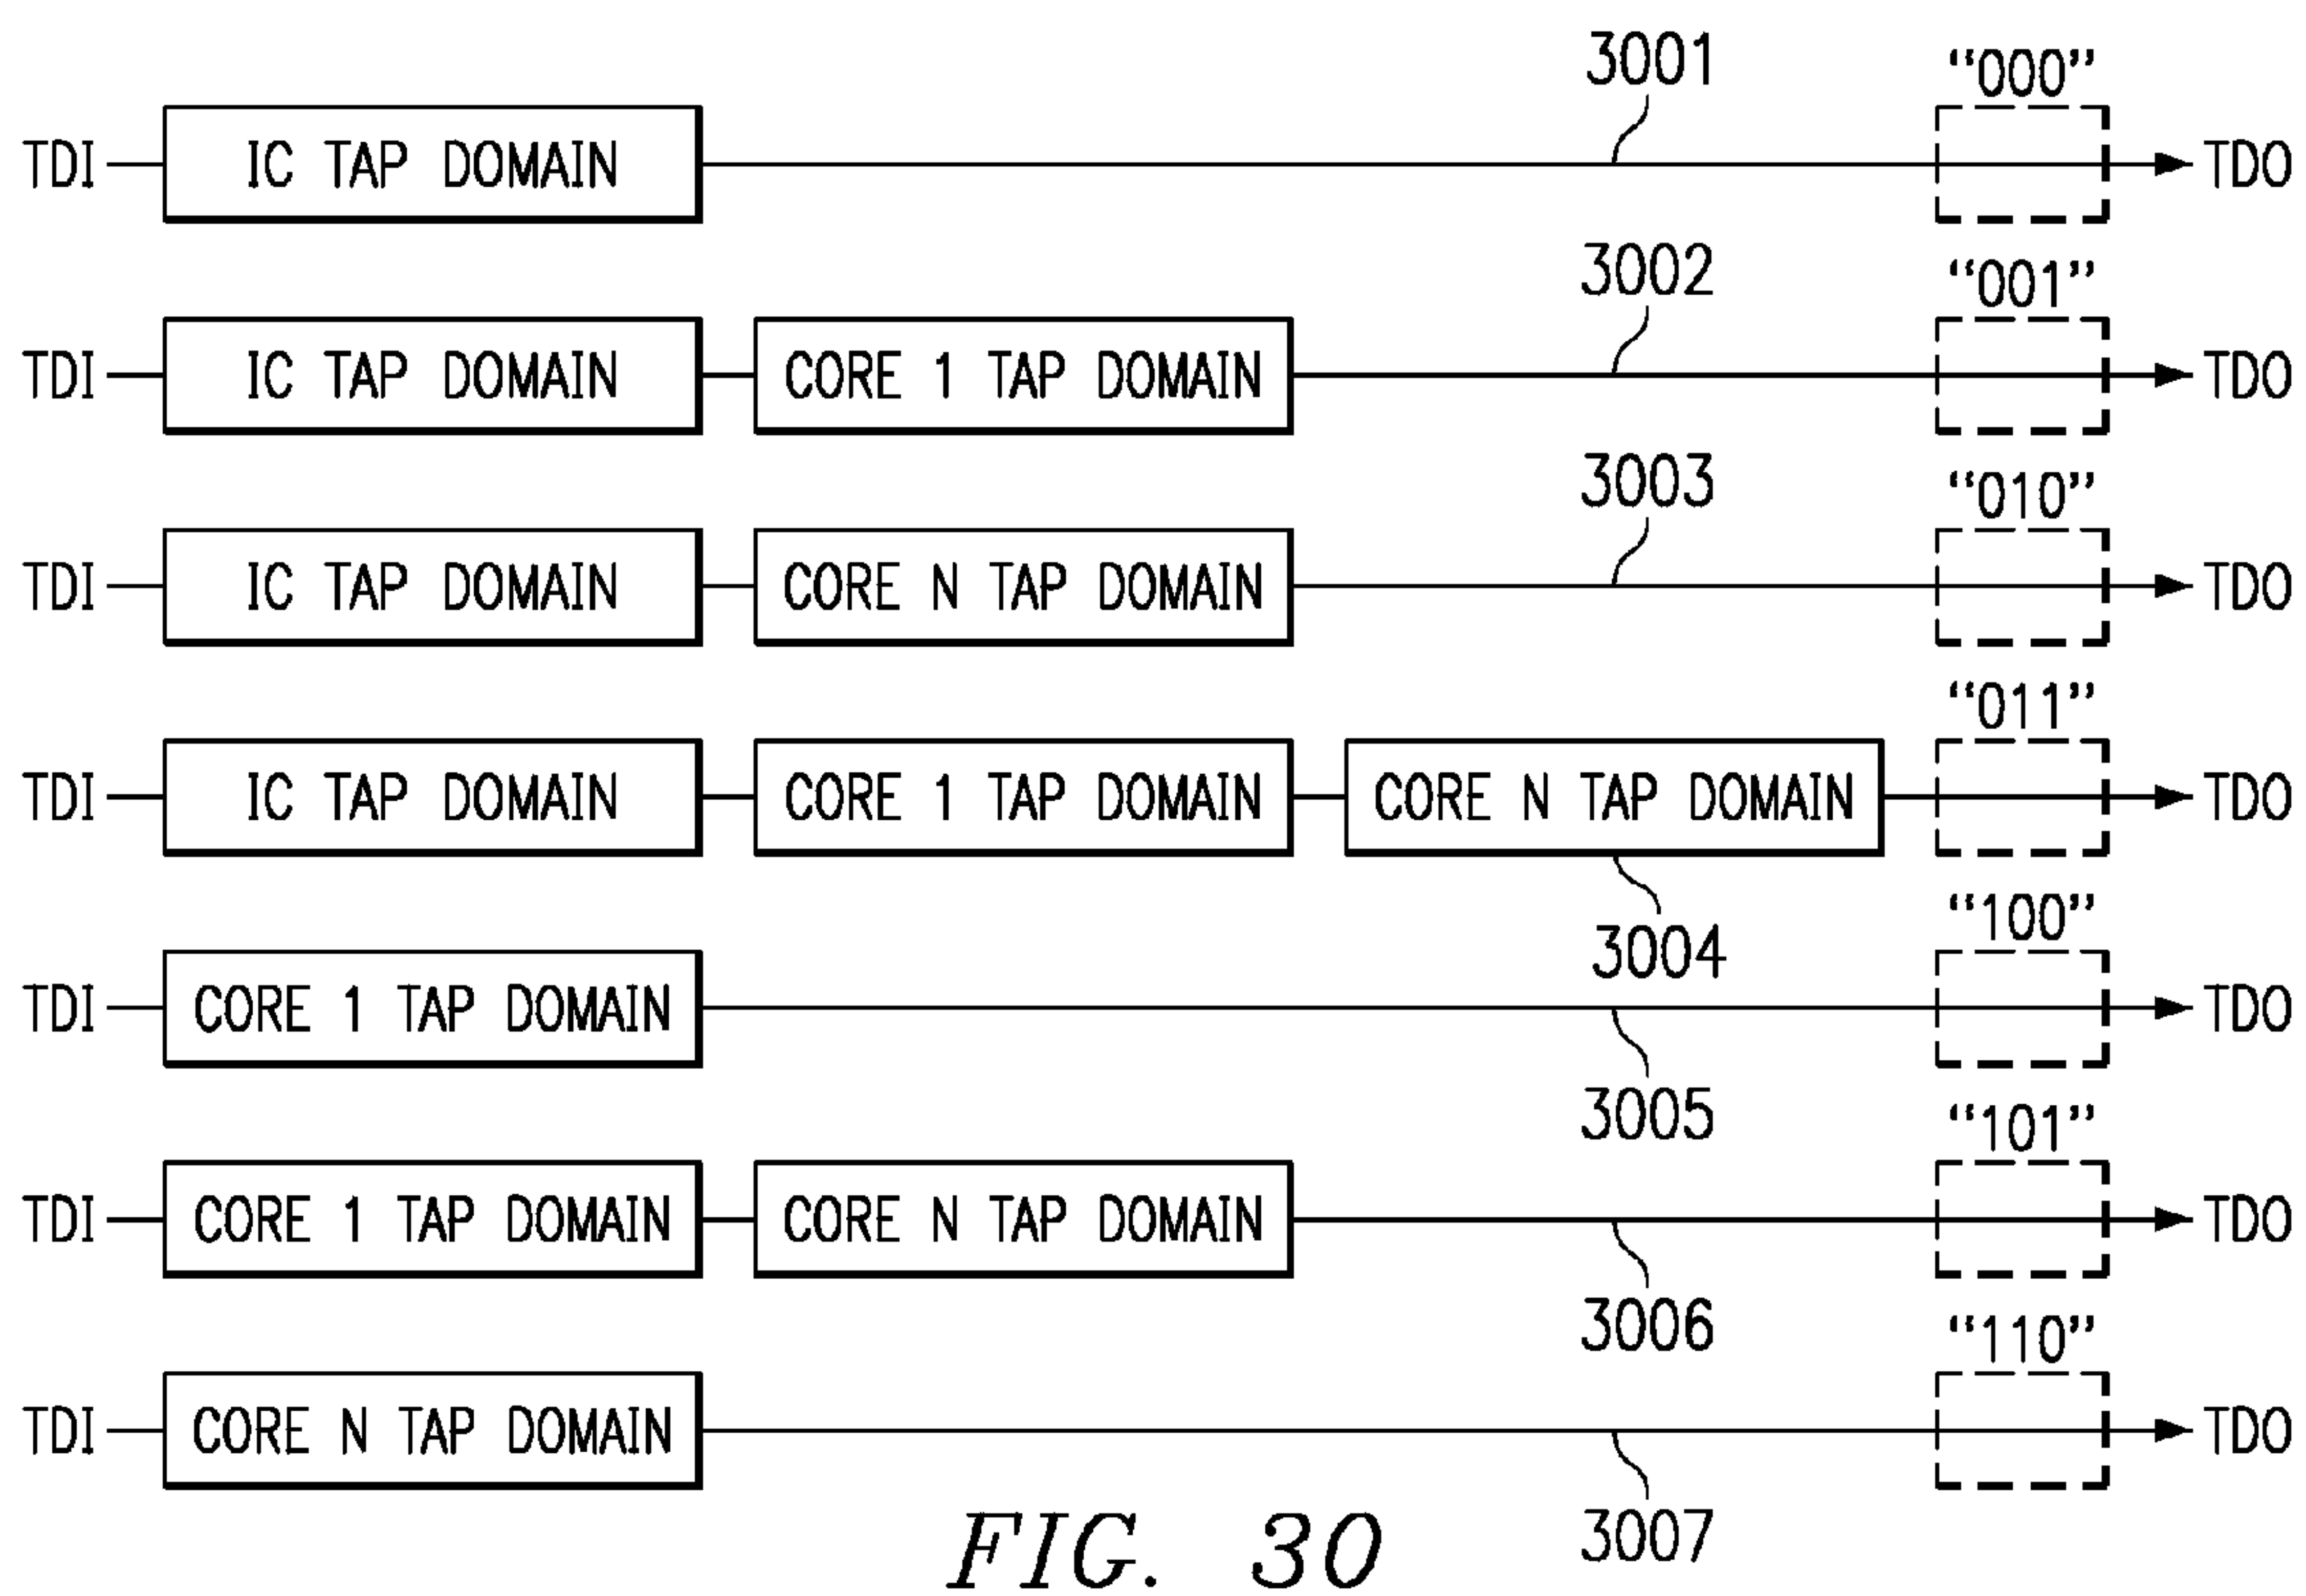 3001 “000”
TDI IC TAP DOMAIN TDO
3002 “001”
TDI IC TAP DOMAIN CORE 1 TAP DOMAIN TDO
3003 “010”
TDI IC TAP DOMAIN CORE N TAP DOMAIN TDO
“011”
TDI IC TAP DOMAIN CORE 1 TAP DOMAIN CORE N TAP DOMAIN TDO
3004 “100”
TDI CORE 1 TAP DOMAIN TDO
3005 “101”
TDI CORE 1 TAP DOMAIN CORE N TAP DOMAIN TDO
3006 “110”
TDI CORE N TAP DOMAIN TDO
3007
FIG. 30